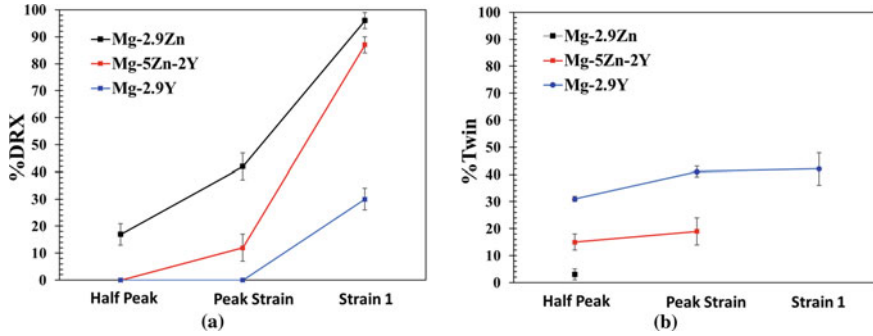 100
90
80
70
60
50
40
30
20
10
0
%DRX
Mg-2.9Zn
Mg-5Zn-2Y
Mg-2.9Y
Half Peak Peak Strain Strain 1
(a)
100
90
80
70
60
50
40
30
20
10
0
%Twin
Mg-2.9Zn
Mg-5Zn-2Y
Mg-2.9Y
Half Peak Peak Strain Strain 1
(b)